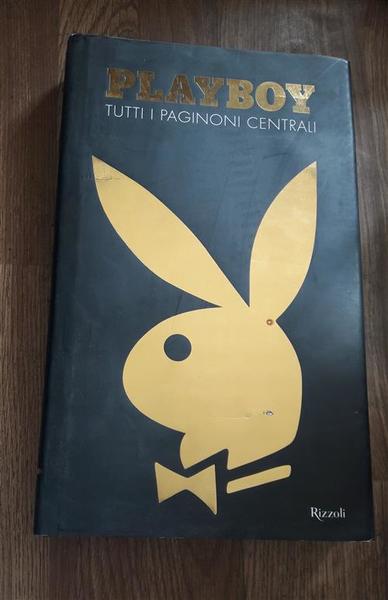 PLAYBOY
TUTTI I PAGINONI CENTRALI
Rizzoli